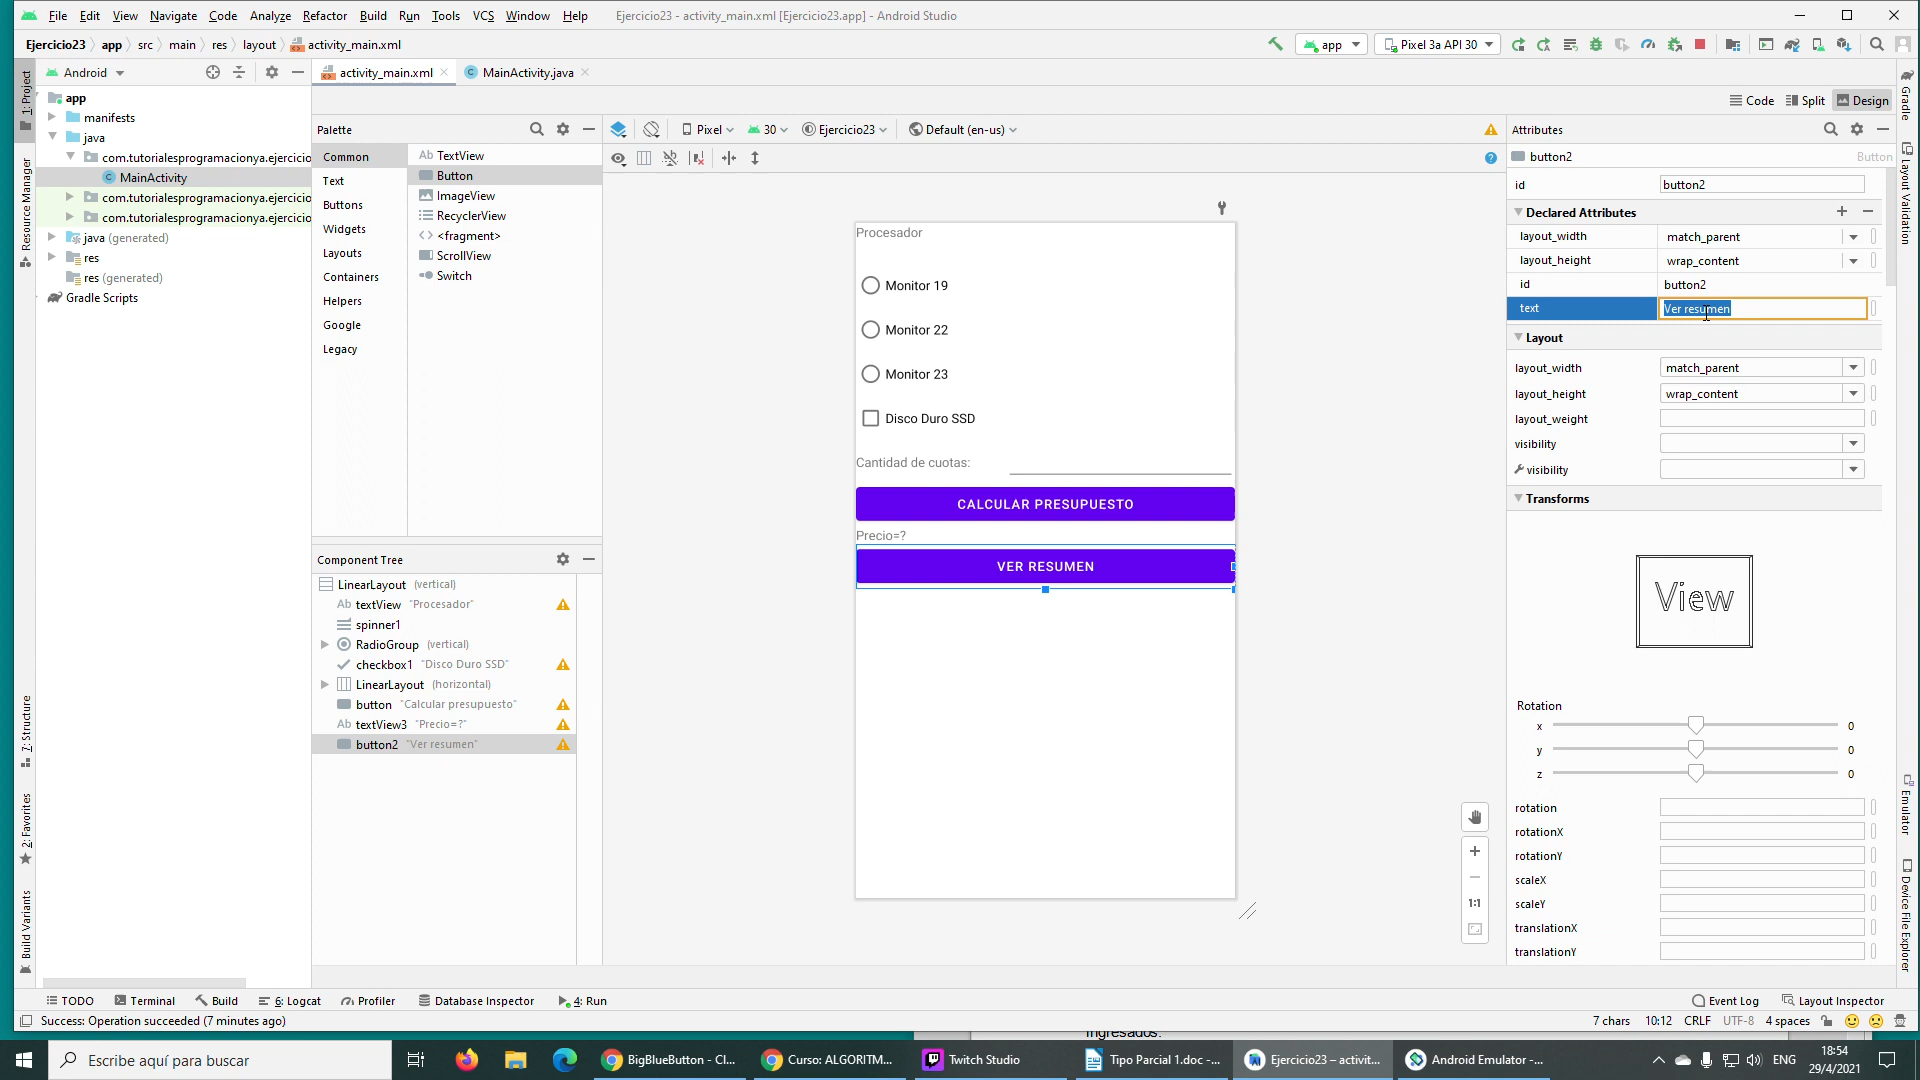 File Edit View Navigate Code Analyze Refactor Build Run Tools VCS Window Help Ejercicio23 - activity_main.xml [Ejercicio23.app] - Android Studio
Ejercicio23 app src main res layout activity_main.xml app Pixel 3a API 30
Android activity_main.xml MainActivity.java
Code Split Design
1: Project
Resource Manager
7: Structure
2: Favorites
Build Variants
app
manifests
java
com.tutorialesprogramacionya.ejercicio
MainActivity
com.tutorialesprogramacionya.ejercicio
com.tutorialesprogramacionya.ejercicio
java (generated)
res
res (generated)
Gradle Scripts
Palette
Common
Text
Buttons
Widgets
Layouts
Containers
Helpers
Google
Legacy
Ab TextView
Button
ImageView
RecyclerView
<> <fragment>
ScrollView
Switch
Component Tree
LinearLayout (vertical)
Ab textView "Procesador"
spinner1
RadioGroup (vertical)
checkbox1 "Disco Duro SSD"
LinearLayout (horizontal)
button "Calcular presupuesto"
Ab textView3 "Precio=?"
button2 "Ver resumen"
Pixel 30 Ejercicio23 Default (en-us)
Procesador
Monitor 19
Monitor 22
Monitor 23
Disco Duro SSD
Cantidad de cuotas:
CALCULAR PRESUPUESTO
Precio=?
VER RESUMEN
1:1
Attributes
button2 Button
id button2
Declared Attributes
layout_width match_parent
layout_height wrap_content
id button2
text Ver resumen
Layout
layout_width match_parent
layout_height wrap_content
layout_weight
visibility
visibility
Transforms
View
Rotation
x 0
y 0
z 0
rotation
rotationX
rotationY
scaleX
scaleY
translationX
translationY
Gradle
Layout Validation
Emulator
Device File Explorer
TODO Terminal Build 6: Logcat Profiler Database Inspector 4: Run Event Log Layout Inspector
Success: Operation succeeded (7 minutes ago) 7 chars 10:12 CRLF UTF-8 4 spaces
ingresados.
Escribe aquí para buscar BigBlueButton - Cl... Curso: ALGORITM... Twitch Studio Tipo Parcial 1.doc -... Ejercicio23 – activit... Android Emulator -... ENG
18:54
29/4/2021